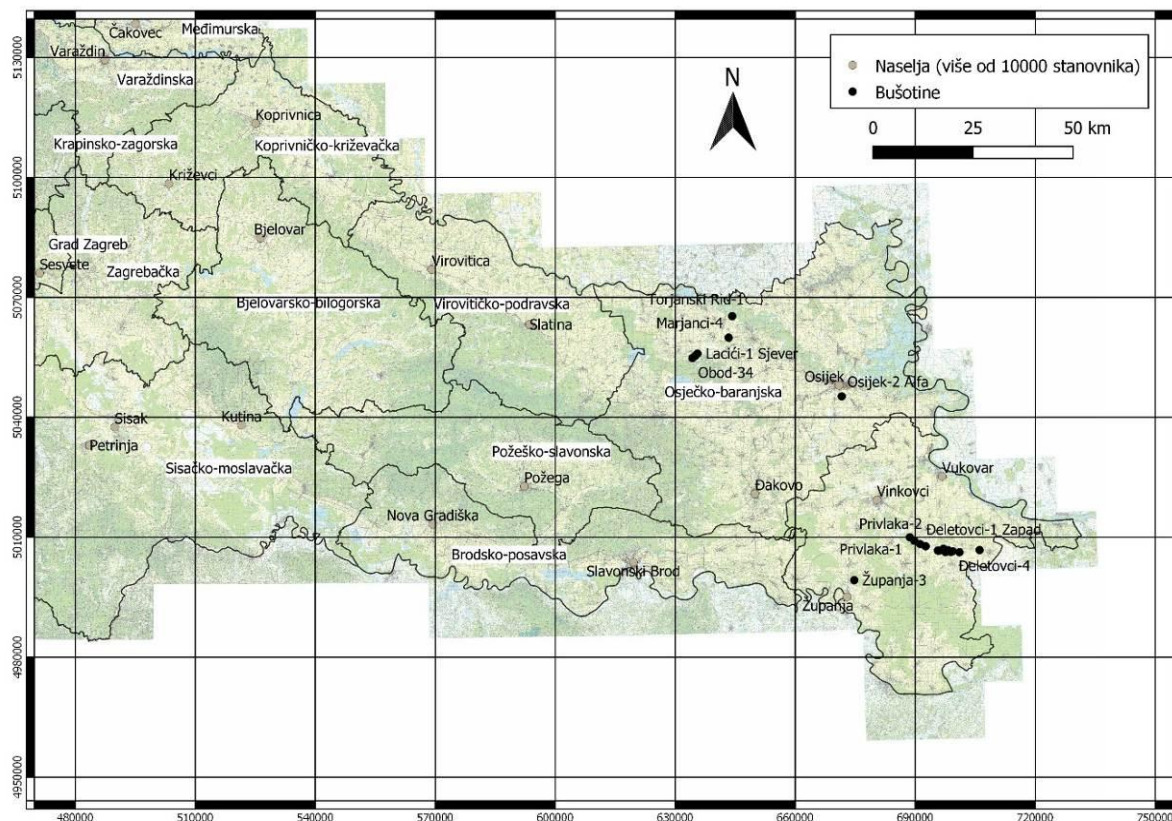 Čakovec
Međimurska
Varaždin
Varaždinska
N
Naselja (više od 10000 stanovnika)
Bušotine
0 25 50 km
Koprivnica
Krapinsko-zagorska
Koprivničko-križevačka
Križevci
Bjelovar
Grad Zagreb
Sesvete
Zagrebačka
Virovitica
Bjelovarsko-bilogorska
Virovitičko-podravska
Slatina
Torjanski Rid-1
Marjanci-4
Lacići-1 Sjever
Obod-34
Osječko-baranjska
Osijek
Osijek-2 Alfa
Sisak
Kutina
Petrinja
Sisačko-moslavačka
Požeško-slavonska
Požega
Đakovo
Vukovar
Vinkovci
Nova Gradiška
Privlaka-2
Đeletovci-1 Zapad
Privlaka-1
Đeletovci-4
Brodsko-posavska
Slavonski Brod
Županja-3
Županja
5130000
5100000
5070000
5040000
5010000
4980000
4950000
480000 510000 540000 570000 600000 630000 660000 690000 720000 750000